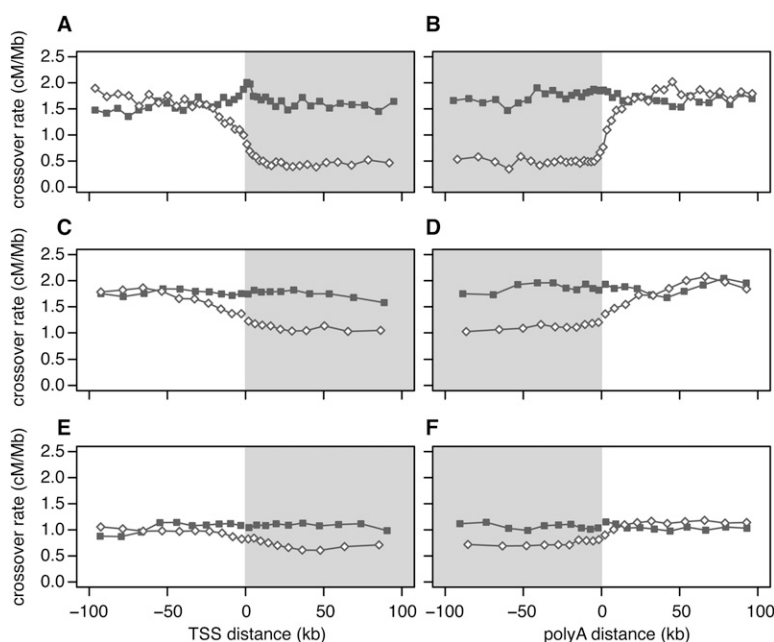 A
B
crossover rate (cM/Mb)
2.5
2.0
1.5
1.0
0.5
0.0
C
D
crossover rate (cM/Mb)
2.5
2.0
1.5
1.0
0.5
0.0
E
F
crossover rate (cM/Mb)
2.5
2.0
1.5
1.0
0.5
0.0
−100 −50 0 50 100 −100 −50 0 50 100
TSS distance (kb) polyA distance (kb)